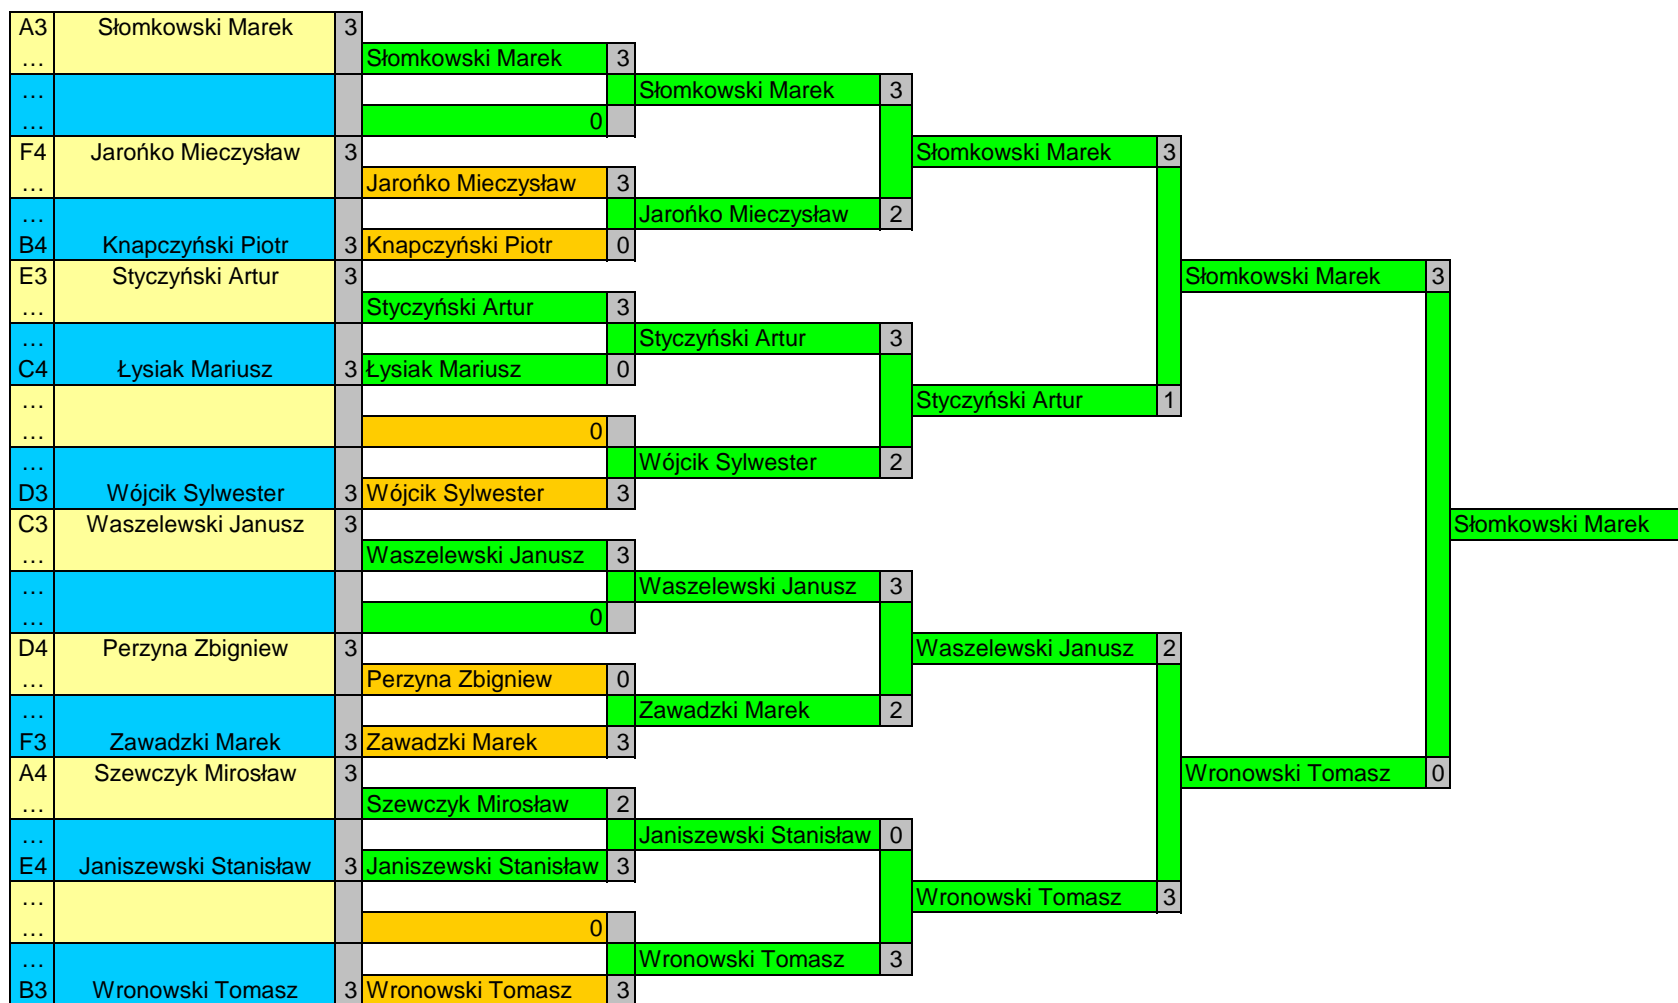 A3 Słomkowski Marek 3
… Słomkowski Marek 3
… Słomkowski Marek 3
… 0
F4 Jarońko Mieczysław 3 Słomkowski Marek 3
… Jarońko Mieczysław 3
… Jarońko Mieczysław 2
B4 Knapczyński Piotr 3 Knapczyński Piotr 0
E3 Styczyński Artur 3 Słomkowski Marek 3
… Styczyński Artur 3
… Styczyński Artur 3
C4 Łysiak Mariusz 3 Łysiak Mariusz 0
… Styczyński Artur 1
… 0
… Wójcik Sylwester 2
D3 Wójcik Sylwester 3 Wójcik Sylwester 3
C3 Waszelewski Janusz 3 Słomkowski Marek
… Waszelewski Janusz 3
… Waszelewski Janusz 3
… 0
D4 Perzyna Zbigniew 3 Waszelewski Janusz 2
… Perzyna Zbigniew 0
… Zawadzki Marek 2
F3 Zawadzki Marek 3 Zawadzki Marek 3
A4 Szewczyk Mirosław 3 Wronowski Tomasz 0
… Szewczyk Mirosław 2
… Janiszewski Stanisław 0
E4 Janiszewski Stanisław 3 Janiszewski Stanisław 3
… Wronowski Tomasz 3
… 0
… Wronowski Tomasz 3
B3 Wronowski Tomasz 3 Wronowski Tomasz 3